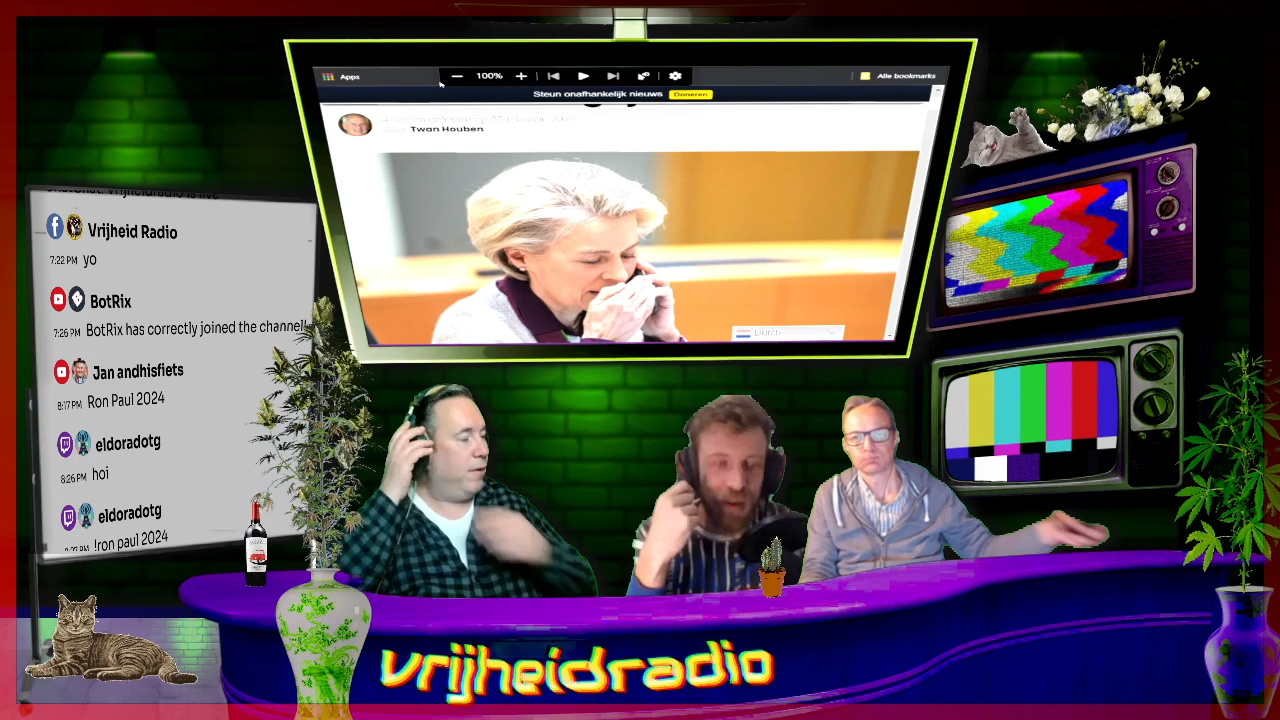 Apps
100%
Alle bookmarks
Steun onafhankelijk nieuws Doneren
Twan Houben
Dutch
Vrijheid Radio
7:22 PM yo
BotRix
7:26 PM BotRix has correctly joined the channel!
Jan andhisfiets
8:17 PM Ron Paul 2024
eldoradotg
8:26 PM hoi
eldoradotg
!ron paul 2024
vrijheidradio